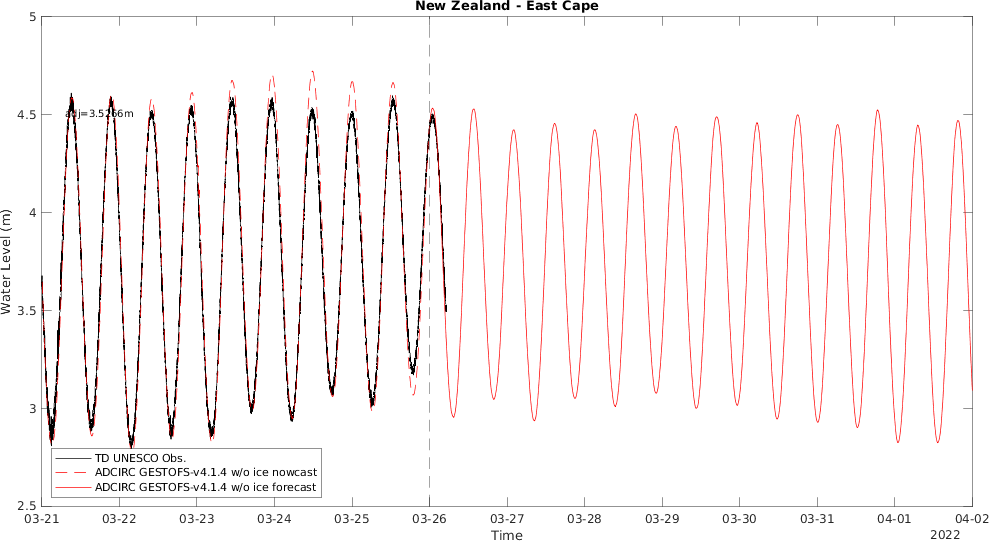 New Zealand - East Cape
5
4.5
4
3.5
3
2.5
Water Level (m)
adj=3.5266m
TD UNESCO Obs.
ADCIRC GESTOFS-v4.1.4 w/o ice nowcast
ADCIRC GESTOFS-v4.1.4 w/o ice forecast
03-21 03-22 03-23 03-24 03-25 03-26 03-27 03-28 03-29 03-30 03-31 04-01 04-02
Time
2022